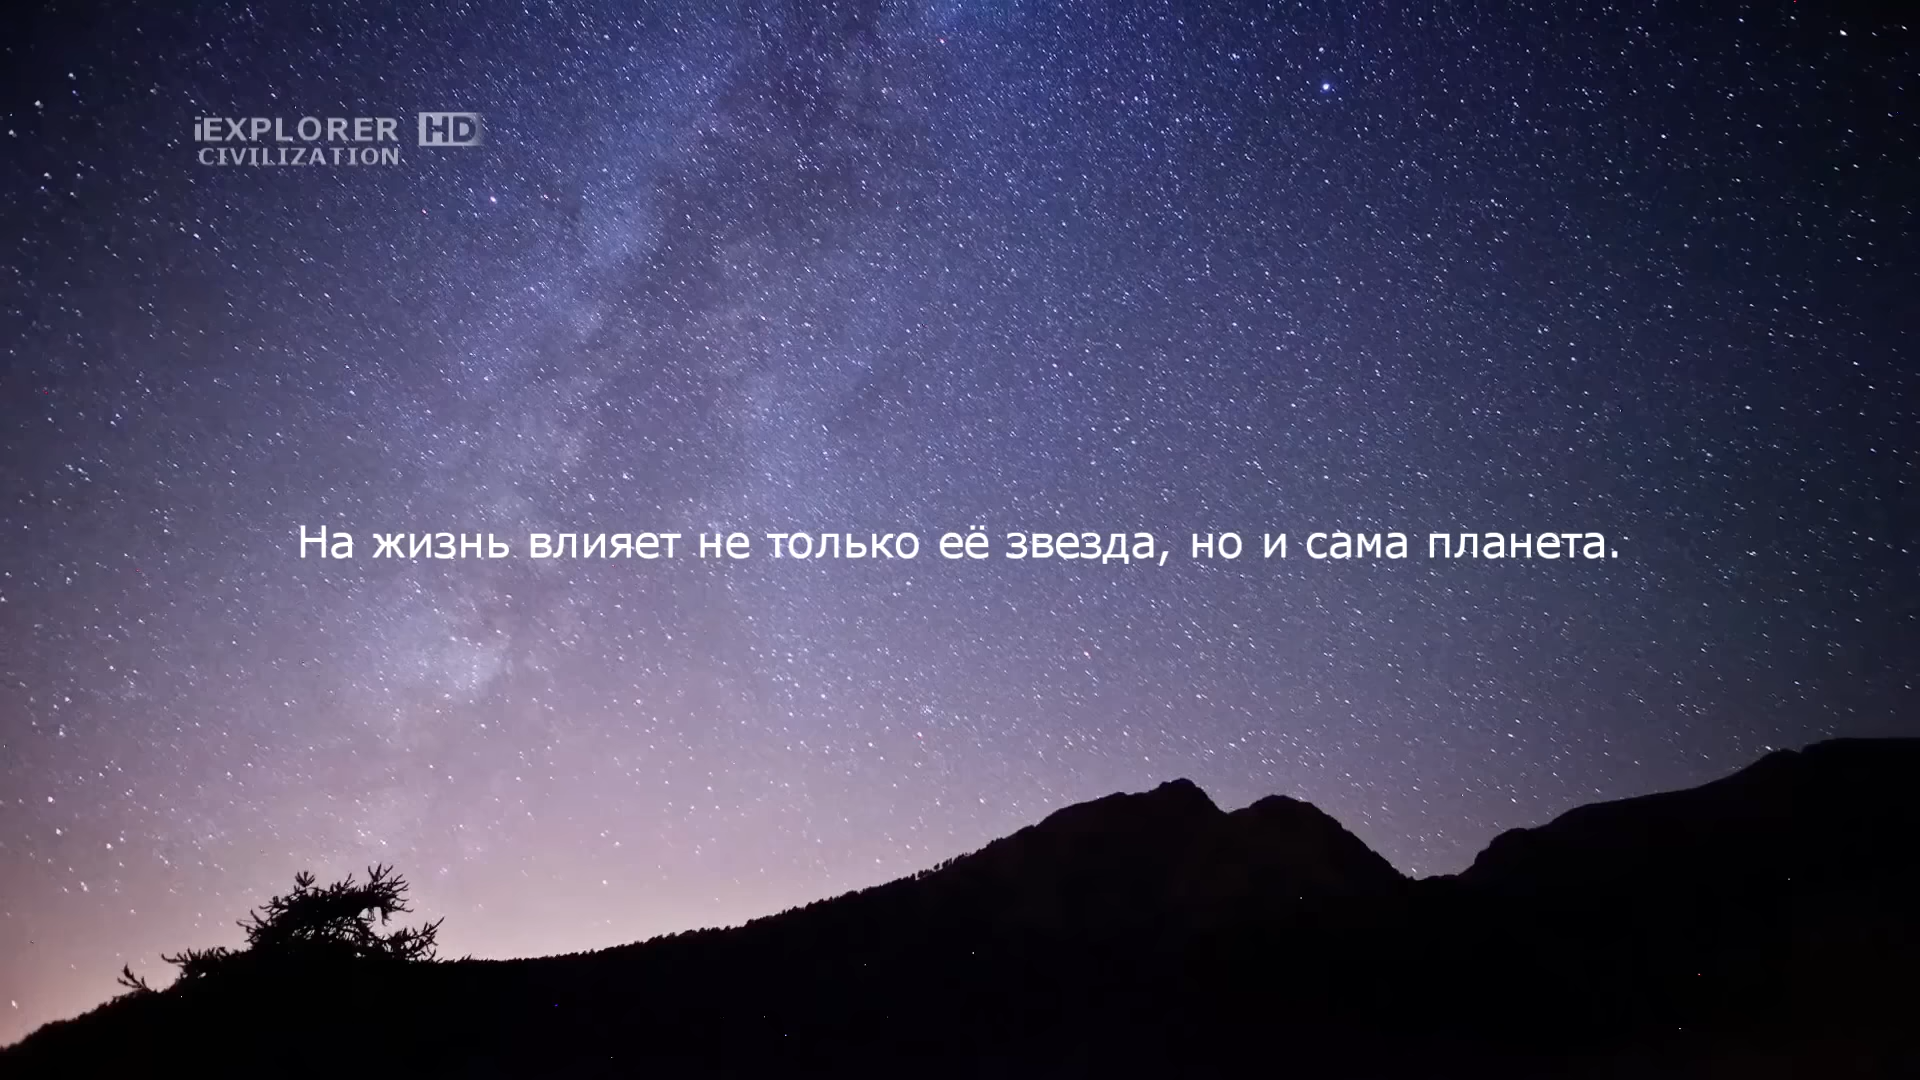 iEXPLORER HD
CIVILIZATION
На жизнь влияет не только её звезда, но и сама планета.